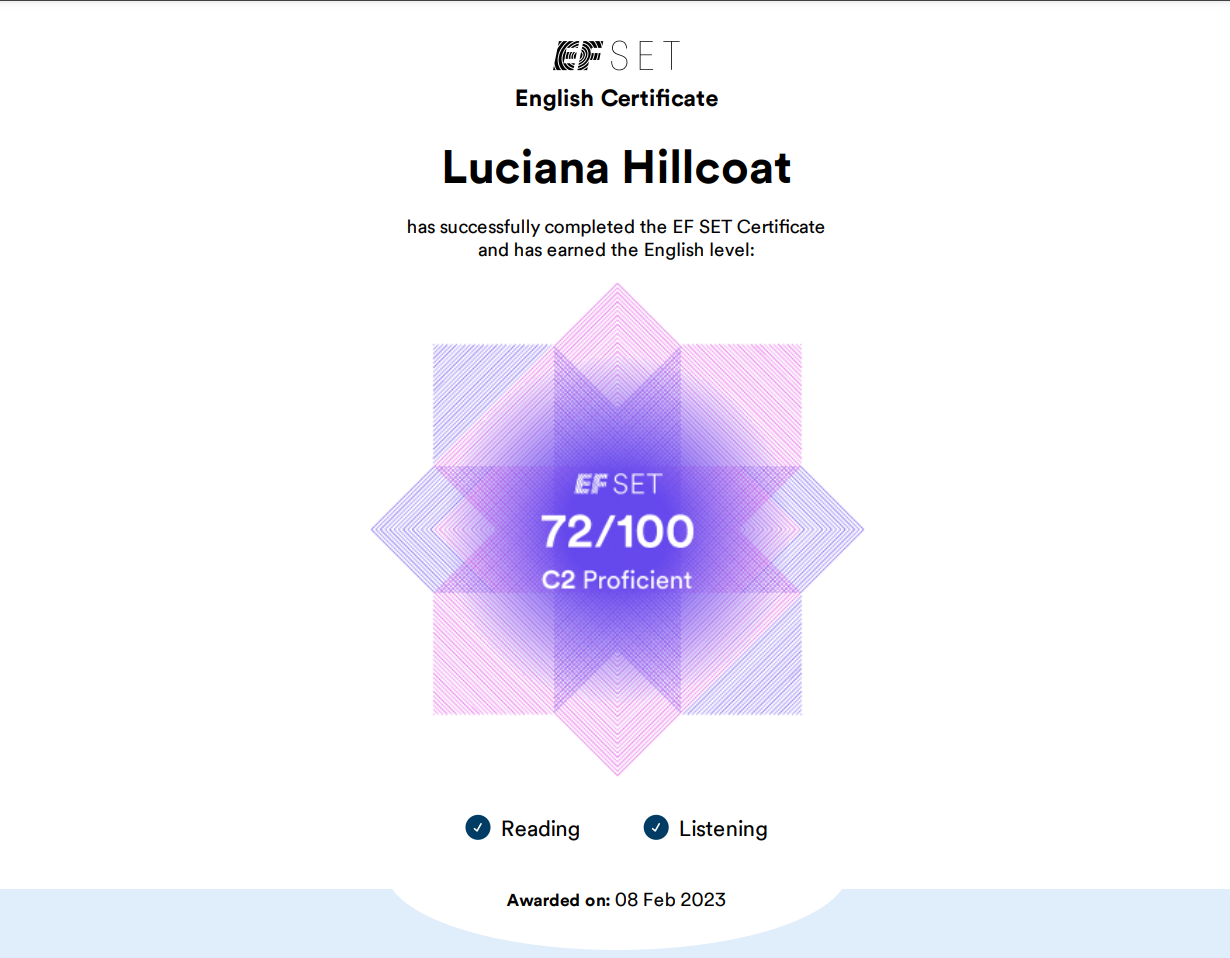 EF SET
English Certificate
Luciana Hillcoat
has successfully completed the EF SET Certificate
and has earned the English level:
EF SET
72/100
C2 Proficient
Reading Listening
Awarded on: 08 Feb 2023